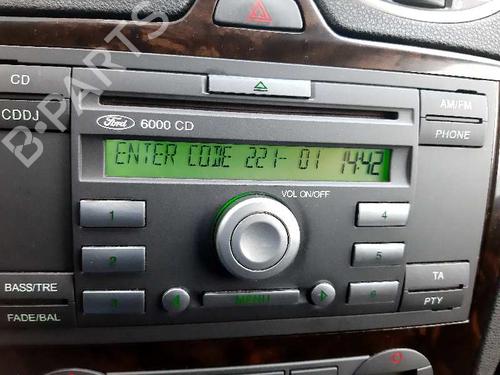 CD
AM/FM
CDDJ
Ford 6000 CD
PHONE
ENTER CODE 221- 01 14:42
VOL ON/OFF
1
4
2
5
TA
BASS/TRE
3
MENU
6
PTY
FADE/BAL
B-PARTS